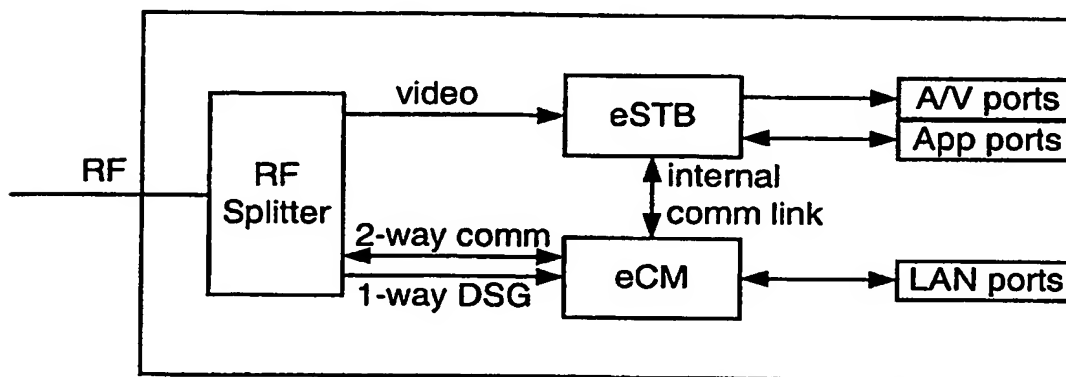 video
eSTB
A/V ports
App ports
RF
RF
Splitter
internal
comm link
2-way comm
1-way DSG
eCM
LAN ports